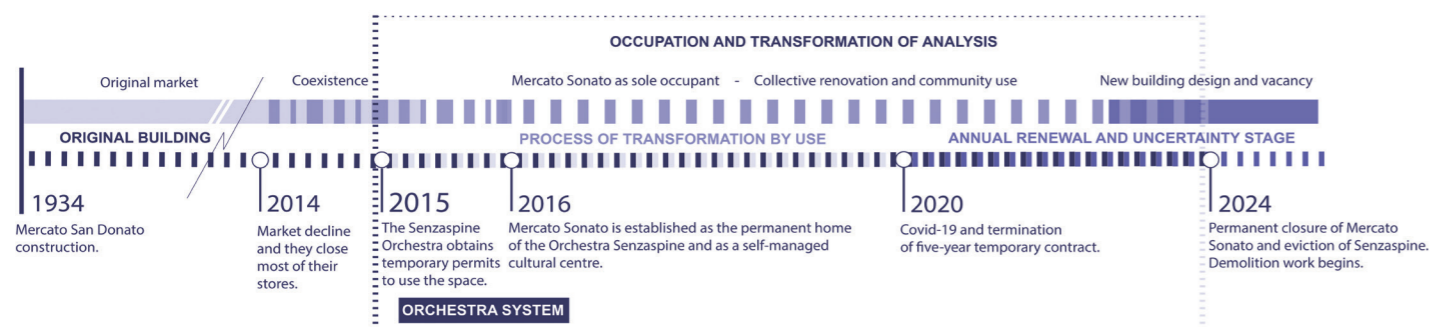 OCCUPATION AND TRANSFORMATION OF ANALYSIS
Original market
Coexistence
Mercato Sonato as sole occupant - Collective renovation and community use
New building design and vacancy
ORIGINAL BUILDING
PROCESS OF TRANSFORMATION BY USE
ANNUAL RENEWAL AND UNCERTAINTY STAGE
1934
Mercato San Donato
construction.
2014
Market decline
and they close
most of their
stores.
2015
The Senzaspine
Orchestra obtains
temporary permits
to use the space.
2016
Mercato Sonato is established as the permanent home
of the Orchestra Senzaspine and as a self-managed
cultural centre.
2020
Covid-19 and termination
of five-year temporary contract.
2024
Permanent closure of Mercato
Sonato and eviction of Senzaspine.
Demolition work begins.
ORCHESTRA SYSTEM